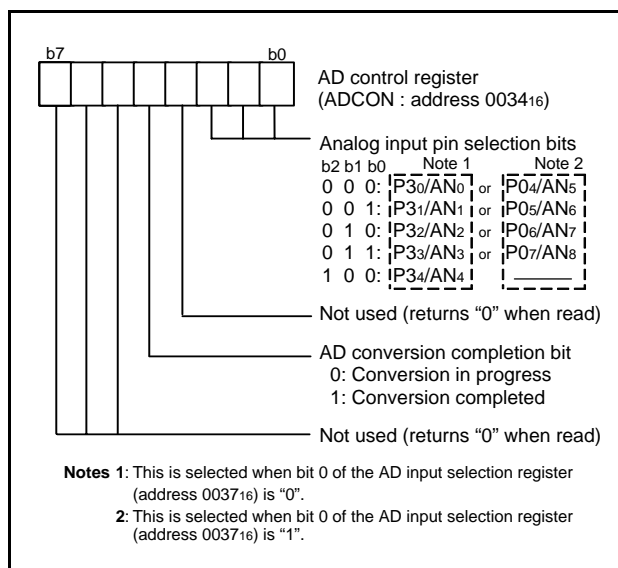 b7 b0
AD control register
(ADCON : address 003416)
Analog input pin selection bits
b2 b1 b0 Note 1 Note 2
0 0 0: P30/AN0 or P04/AN5
0 0 1: P31/AN1 or P05/AN6
0 1 0: P32/AN2 or P06/AN7
0 1 1: P33/AN3 or P07/AN8
1 0 0: P34/AN4
Not used (returns “0” when read)
AD conversion completion bit
0: Conversion in progress
1: Conversion completed
Not used (returns “0” when read)
Notes 1: This is selected when bit 0 of the AD input selection register
(address 003716) is “0”.
2: This is selected when bit 0 of the AD input selection register
(address 003716) is “1”.